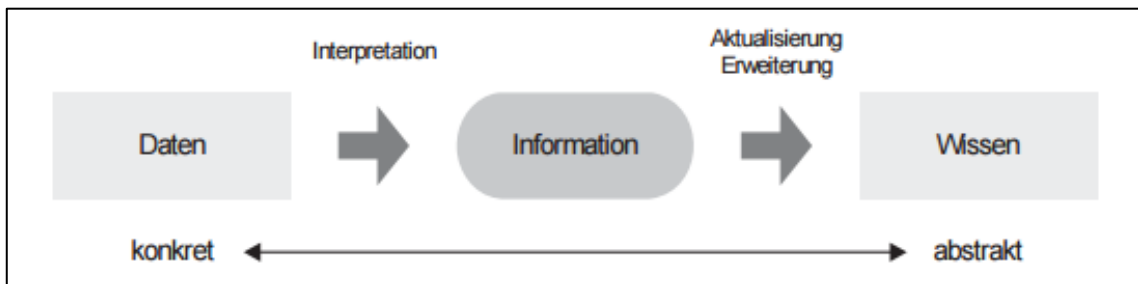 Interpretation
Aktualisierung
Erweiterung
Daten
Information
Wissen
konkret
abstrakt